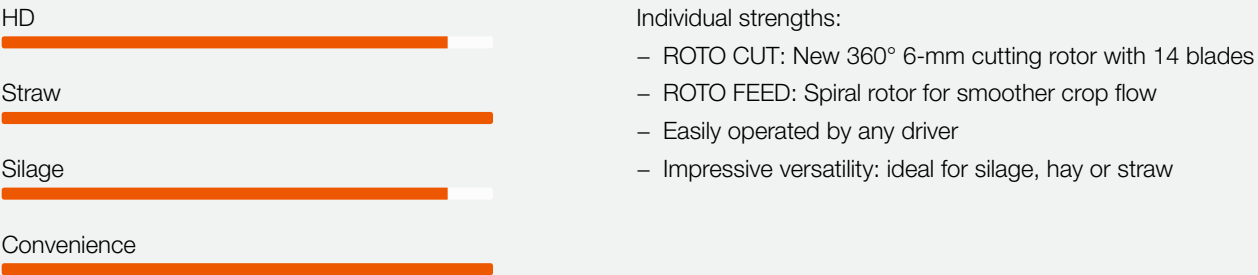 HD
Straw
Silage
Convenience
Individual strengths:
– ROTO CUT: New 360° 6-mm cutting rotor with 14 blades
– ROTO FEED: Spiral rotor for smoother crop flow
– Easily operated by any driver
– Impressive versatility: ideal for silage, hay or straw